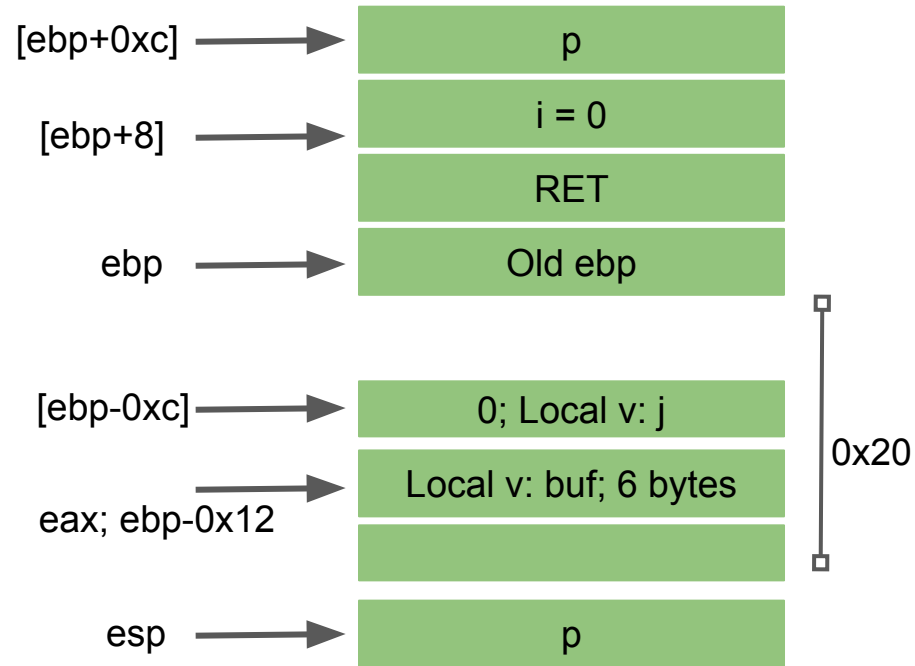 [ebp+0xc]
p
i = 0
[ebp+8]
RET
ebp
Old ebp
[ebp-0xc]
0; Local v: j
0x20
Local v: buf; 6 bytes
eax; ebp-0x12
esp
p